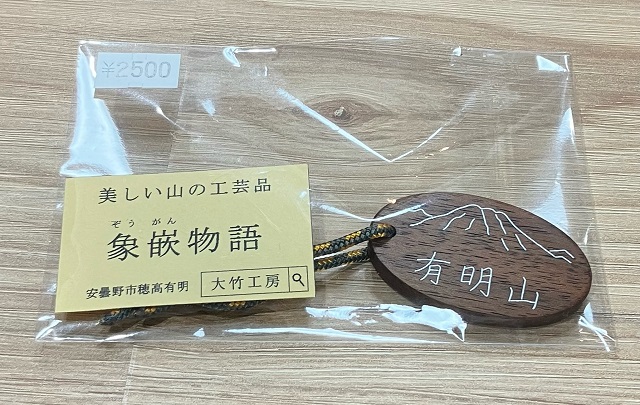 ¥2500
美しい山の工芸品
ぞうがん
象嵌物語
安曇野市穂高有明
大竹工房
有明山